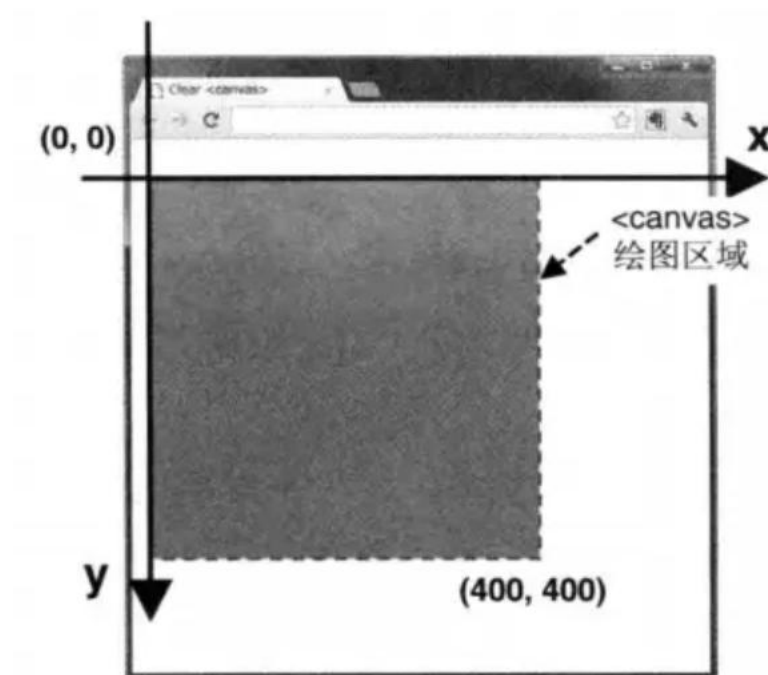 Clear <canvas>
(0, 0)
x
<canvas>
绘图区域
y
(400, 400)